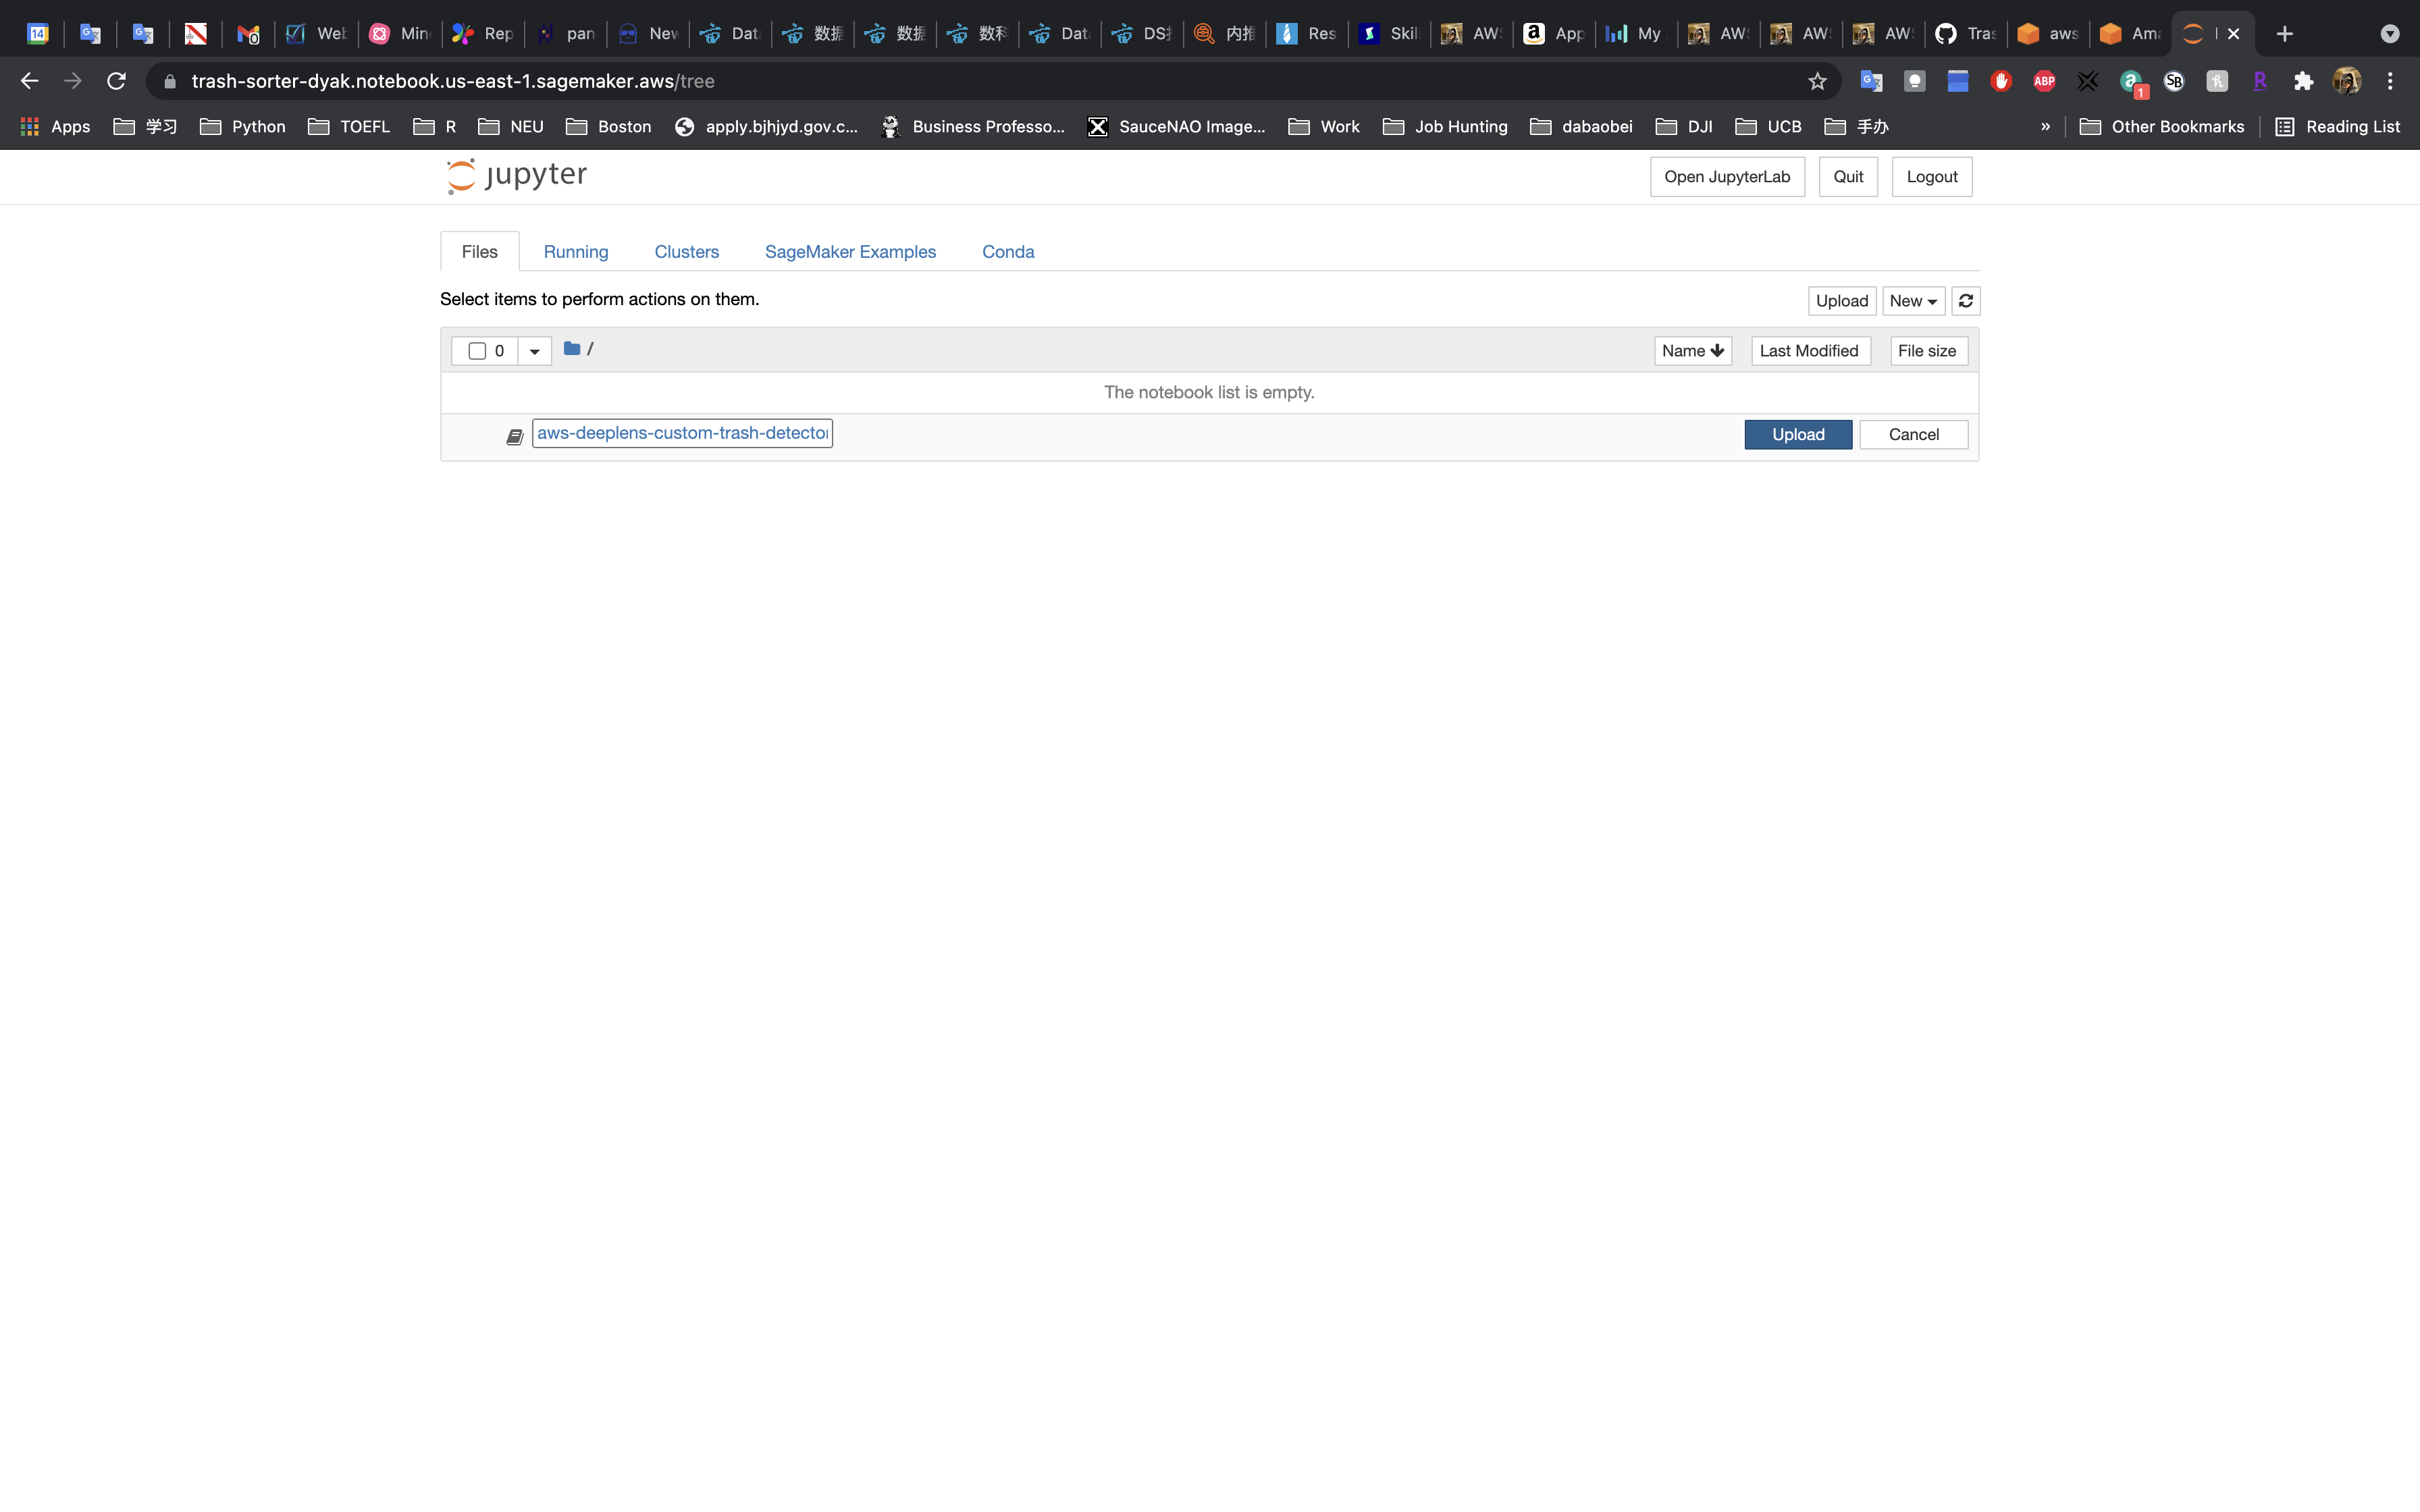 14 Web Min Rep pan New Dat 数据 数据 数科 Dat DS 内推 Res Skil AWS App My AWS AWS AWS Tras aws Ama
trash-sorter-dyak.notebook.us-east-1.sagemaker.aws/tree ABP 1
Apps 学习 Python TOEFL R NEU Boston apply.bjhjyd.gov.c... Business Professo... SauceNAO Image... Work Job Hunting dabaobei DJI UCB 手办 » Other Bookmarks Reading List
jupyter Open JupyterLab Quit Logout
Files Running Clusters SageMaker Examples Conda
Select items to perform actions on them. Upload New
0 / Name Last Modified File size
The notebook list is empty.
aws-deeplens-custom-trash-detector Upload Cancel